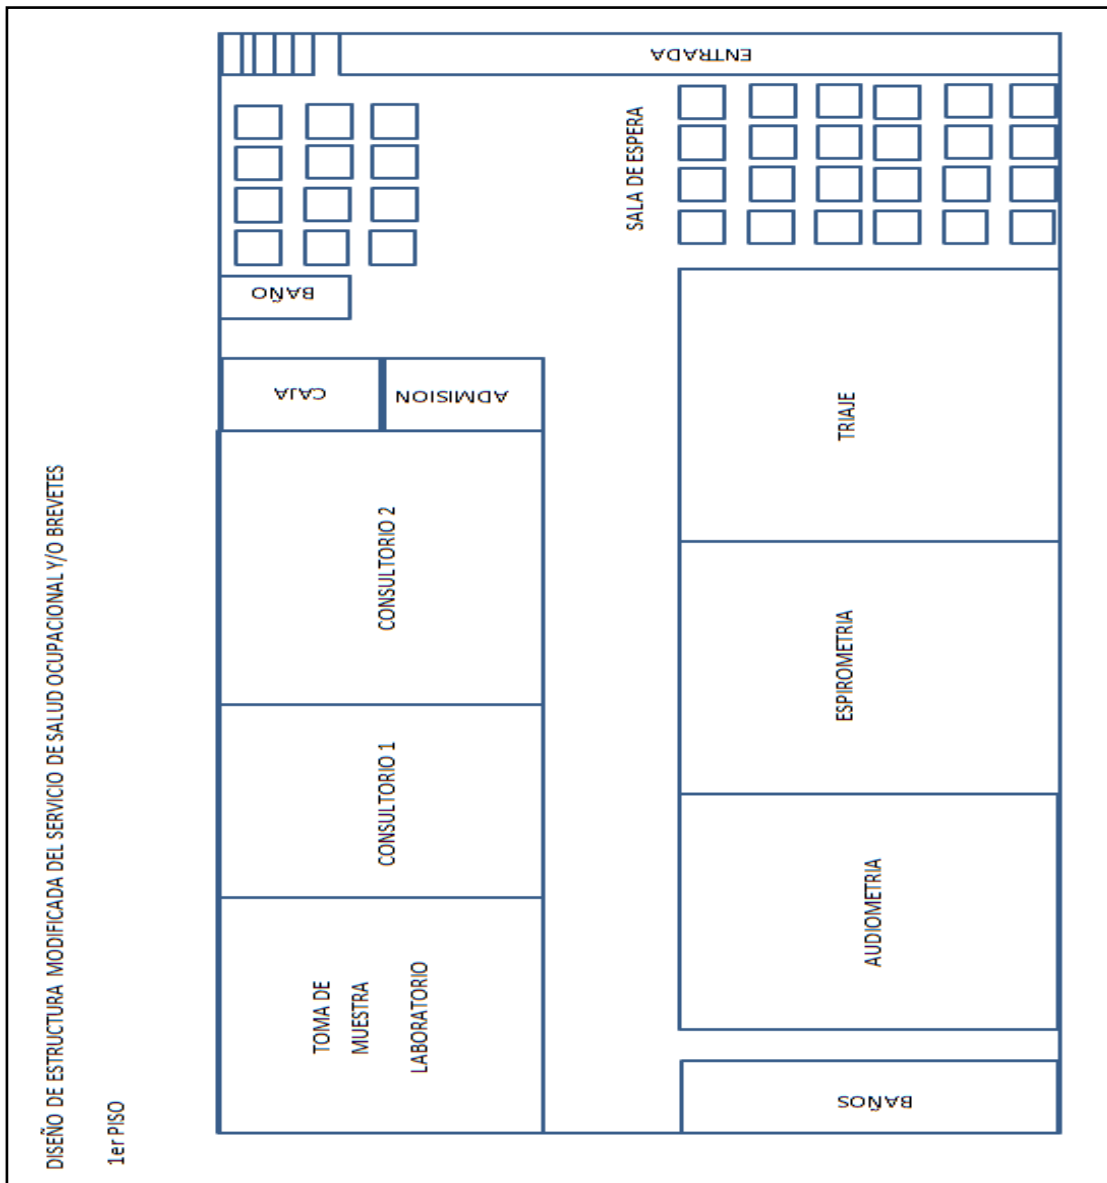 DISEÑO DE ESTRUCTURA MODIFICADA DEL SERVICIO DE SALUD OCUPACIONAL Y/O BREVETES
1er PISO
ENTRADA
SALA DE ESPERA
BAÑO
CAJA
ADMISION
CONSULTORIO 2
CONSULTORIO 1
TOMA DE
MUESTRA
LABORATORIO
TRIAJE
ESPIROMETRIA
AUDIOMETRIA
BAÑOS